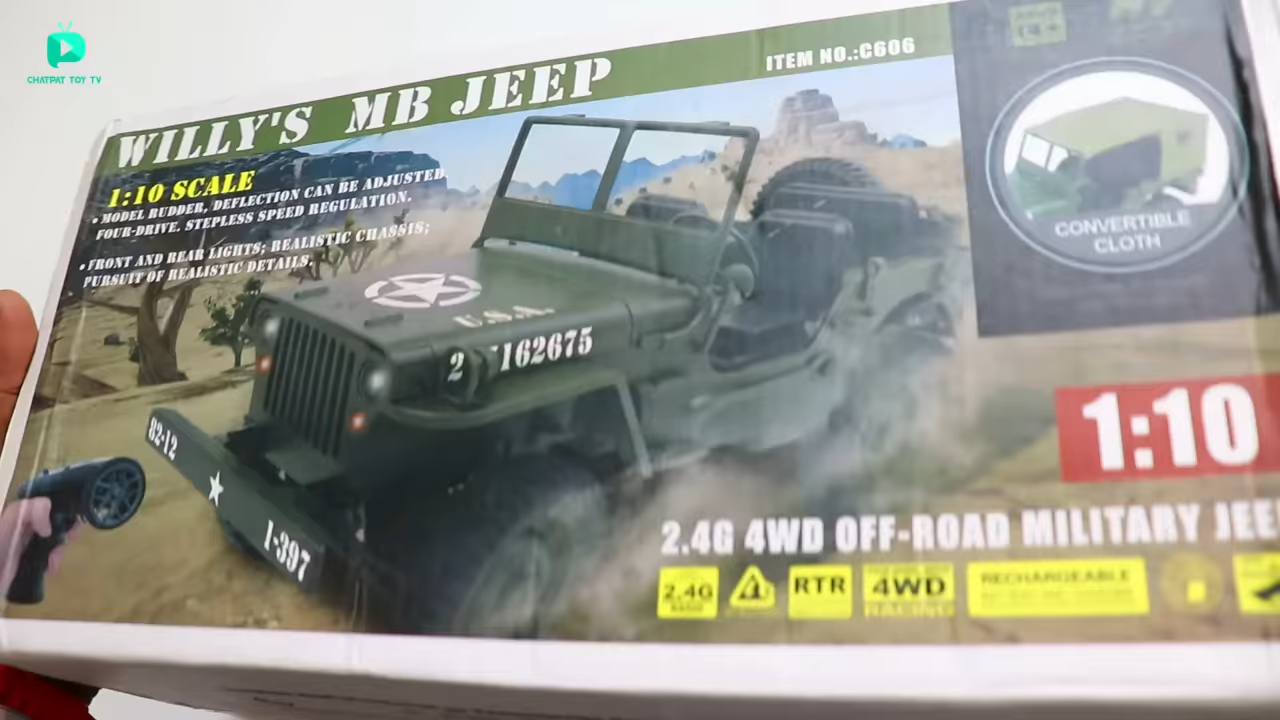 CHATPAT TOY TV
WILLY'S MB JEEP
ITEM NO.:C606
1:10 SCALE
•MODEL RUDDER, DEFLECTION CAN BE ADJUSTED,
FOUR-DRIVE. STEPLESS SPEED REGULATION.
•FRONT AND REAR LIGHTS; REALISTIC CHASSIS;
PURSUIT OF REALISTIC DETAILS.
CONVERTIBLE
CLOTH
U.S.A.
2 162675
82-12
1-397
1:10
2.4G 4WD OFF-ROAD MILITARY JEE
2.4G
RTR
4WD
RACING
RECHARGEABLE